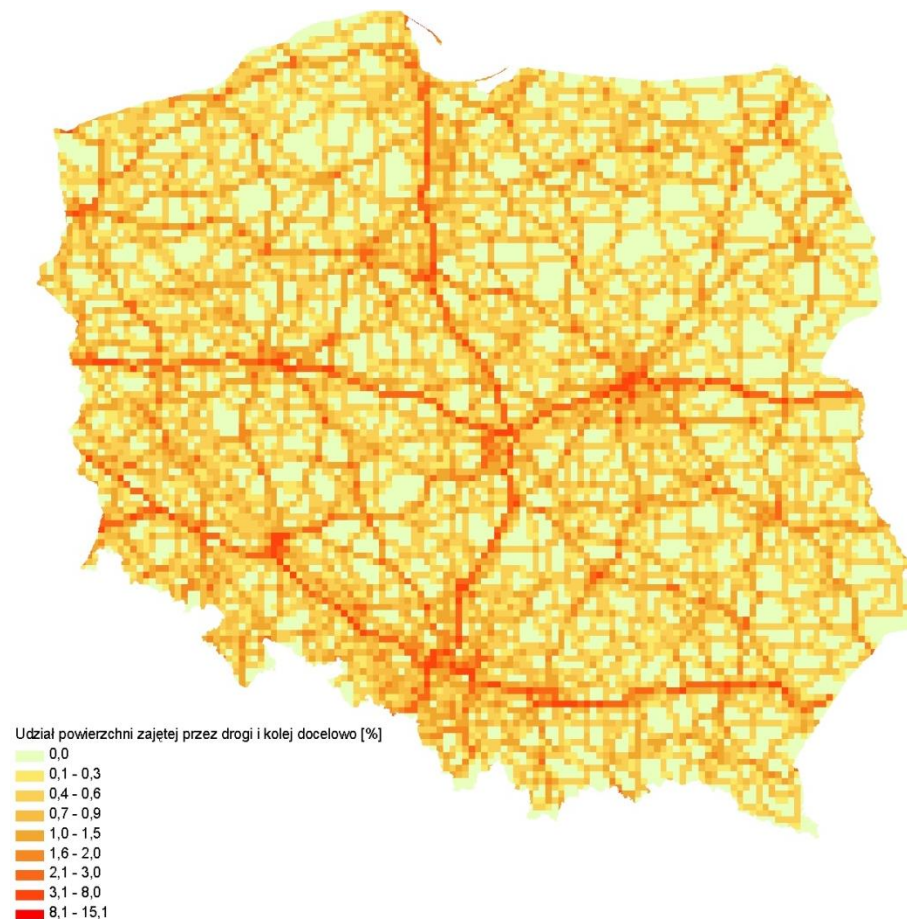 Udział powierzchni zajętej przez drogi i kolej docelowo [%]
0,0
0,1 - 0,3
0,4 - 0,6
0,7 - 0,9
1,0 - 1,5
1,6 - 2,0
2,1 - 3,0
3,1 - 8,0
8,1 - 15,1